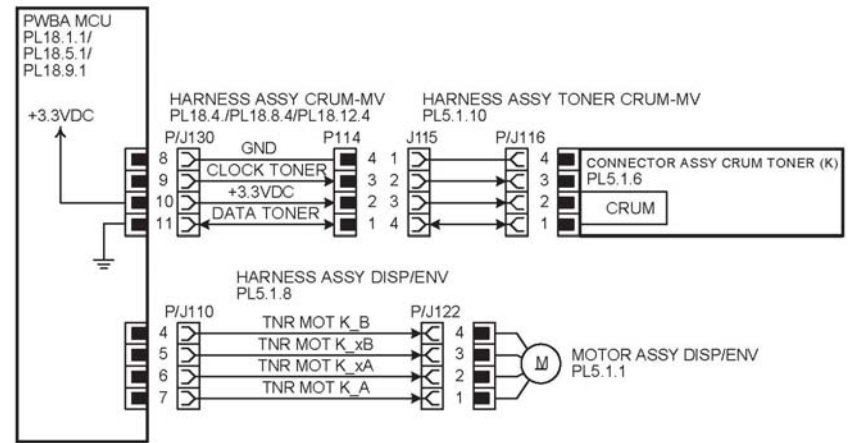 PWBA MCU
PL18.1.1/
PL18.5.1/
PL18.9.1
+3.3VDC
HARNESS ASSY CRUM-MV
PL18.4./PL18.8.4/PL18.12.4
HARNESS ASSY TONER CRUM-MV
PL5.1.10
P/J130 P114 J115 P/J116
8 GND 4 1 4
9 CLOCK TONER 3 2 3
10 +3.3VDC 2 3 2
11 DATA TONER 1 4 1
CONNECTOR ASSY CRUM TONER (K)
PL5.1.6
CRUM
HARNESS ASSY DISP/ENV
PL5.1.8
P/J110 P/J122
4 TNR MOT K_B 4
5 TNR MOT K_xB 3
6 TNR MOT K_xA 2
7 TNR MOT K_A 1
M
MOTOR ASSY DISP/ENV
PL5.1.1